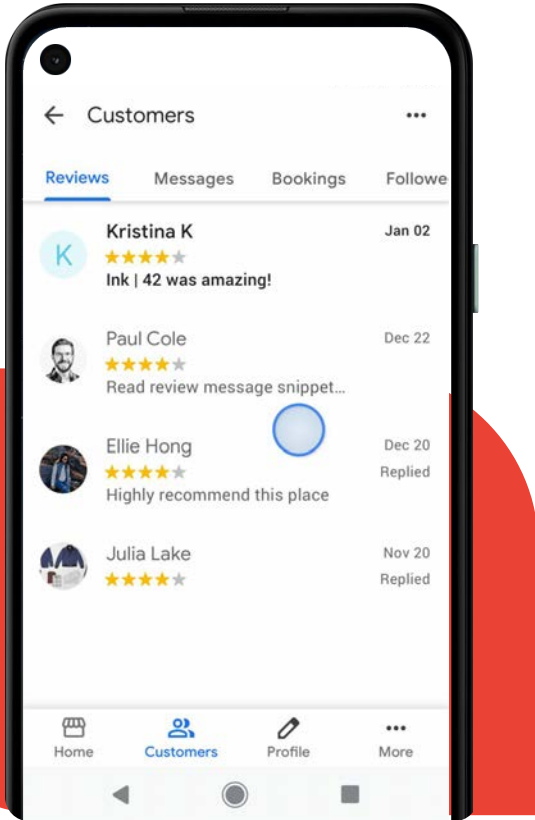 Customers
Reviews Messages Bookings Followe
K
Kristina K Jan 02
Ink | 42 was amazing!
Paul Cole Dec 22
Read review message snippet...
Ellie Hong Dec 20
Replied
Highly recommend this place
Julia Lake Nov 20
Replied
Home Customers Profile More